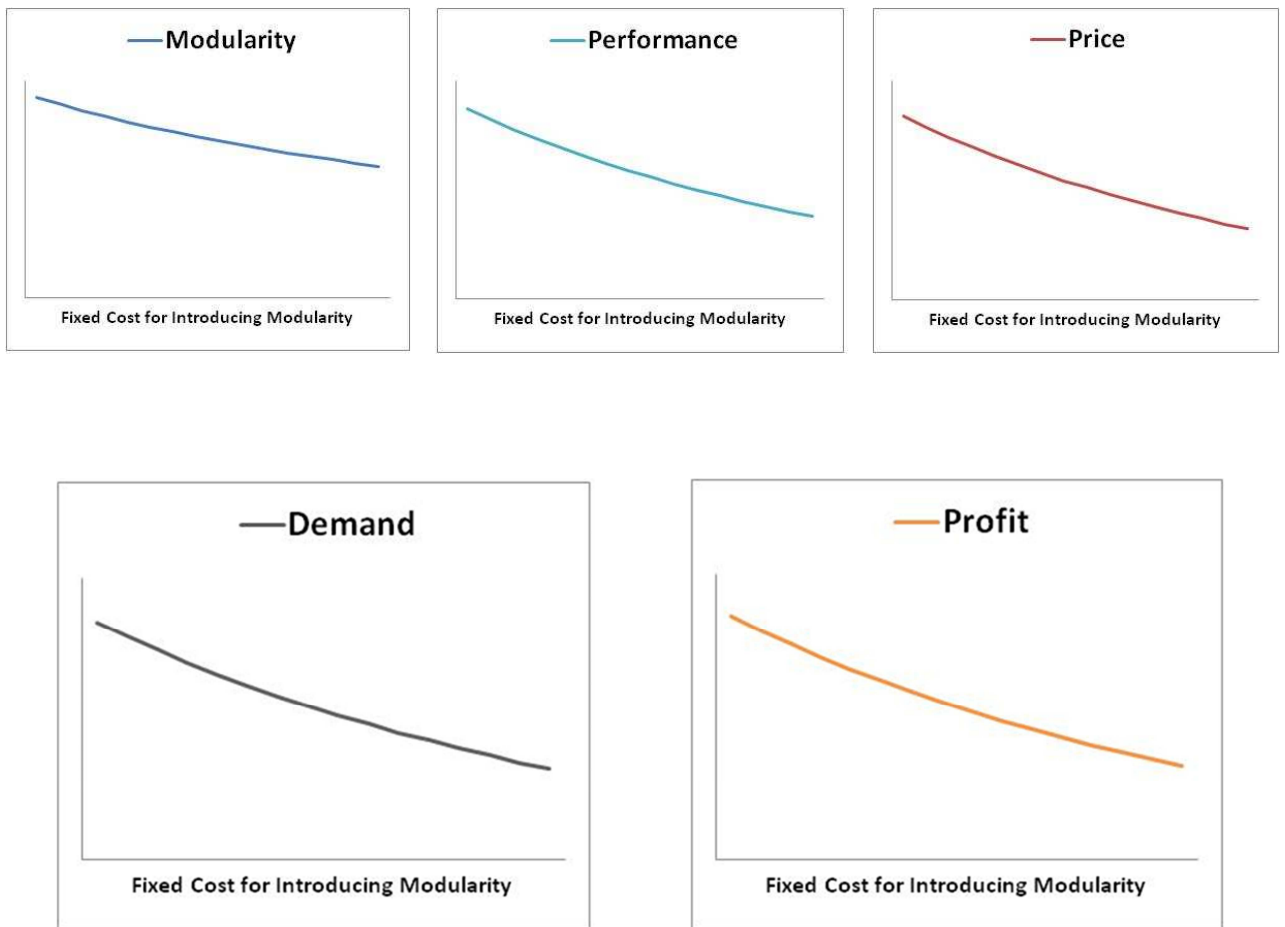 Modularity
Fixed Cost for Introducing Modularity
Performance
Fixed Cost for Introducing Modularity
Price
Fixed Cost for Introducing Modularity
Demand
Fixed Cost for Introducing Modularity
Profit
Fixed Cost for Introducing Modularity